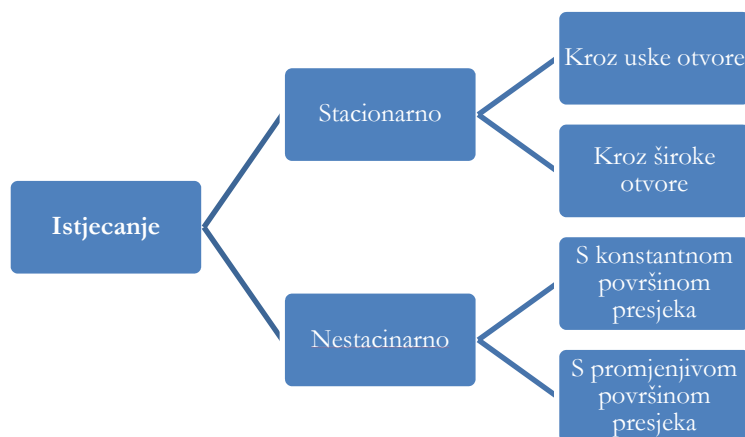 Istjecanje
Stacionarno
Kroz uske otvore
Kroz široke
otvore
Nestacinarno
S konstantnom
površinom
presjeka
S promjenjivom
površinom
presjeka